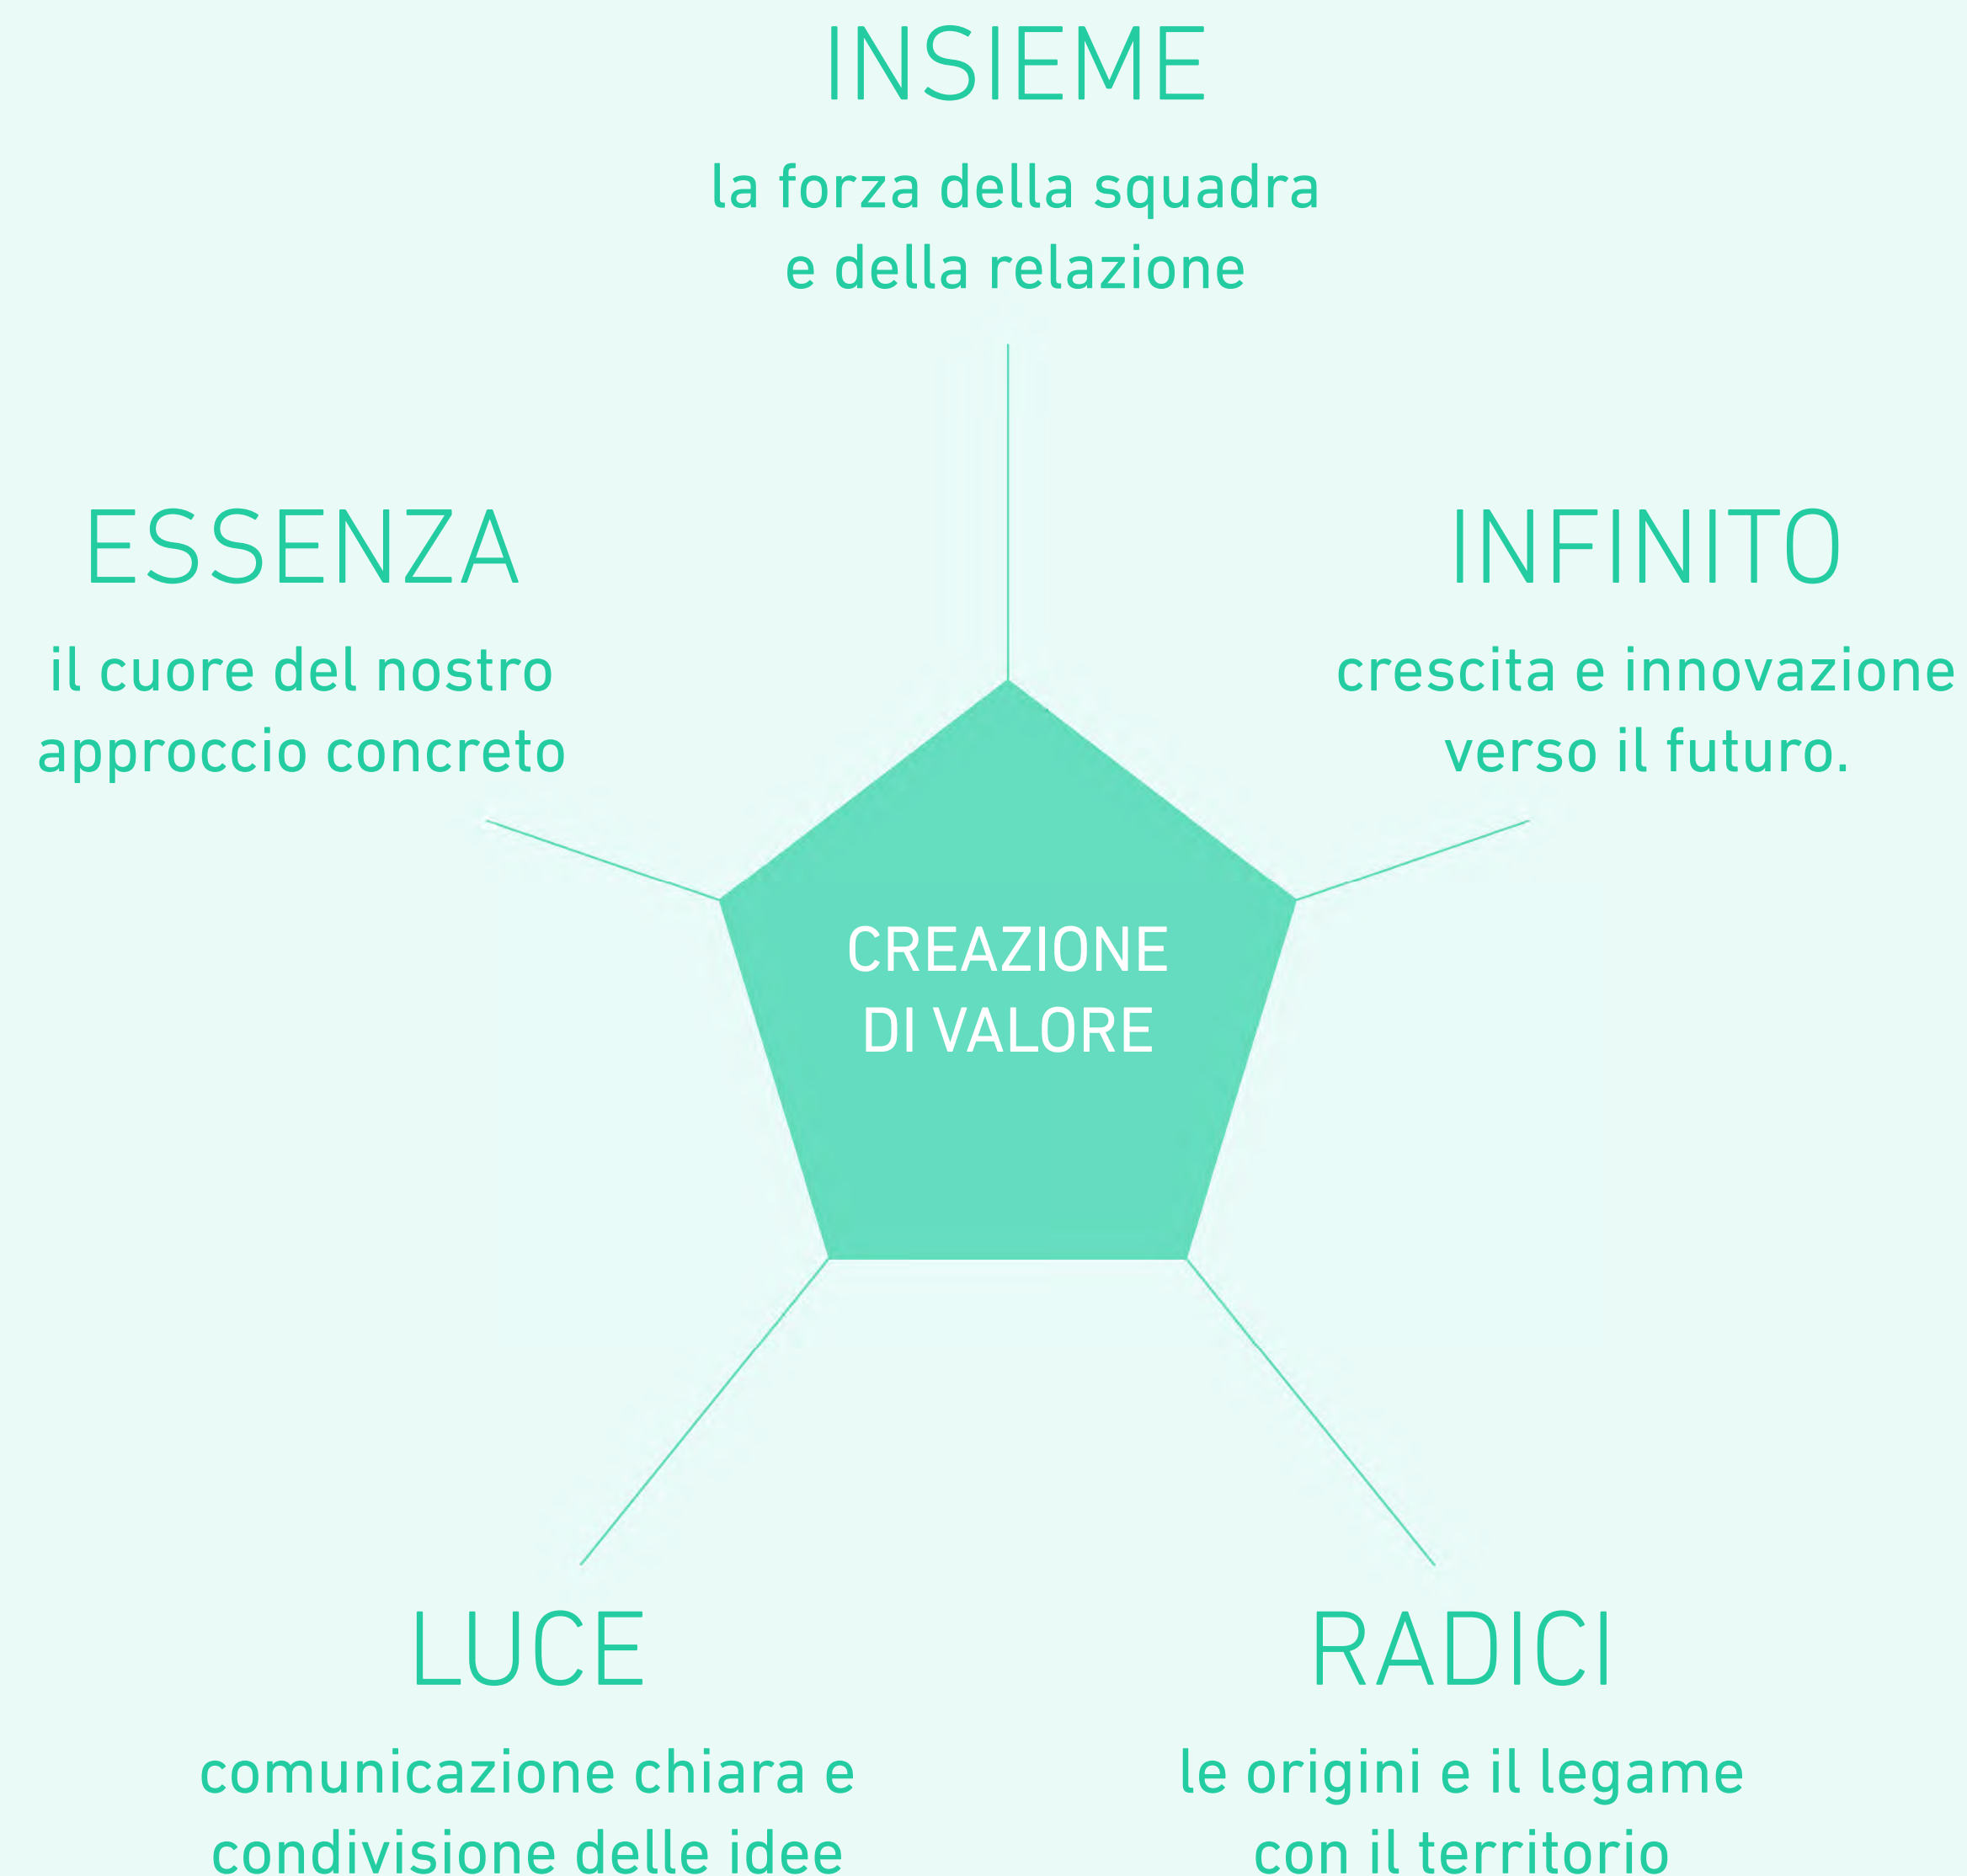 INSIEME
la forza della squadra
e della relazione
ESSENZA
il cuore del nostro
approccio concreto
INFINITO
crescita e innovazione
verso il futuro.
CREAZIONE
DI VALORE
LUCE
comunicazione chiara e
condivisione delle idee
RADICI
le origini e il legame
con il territorio